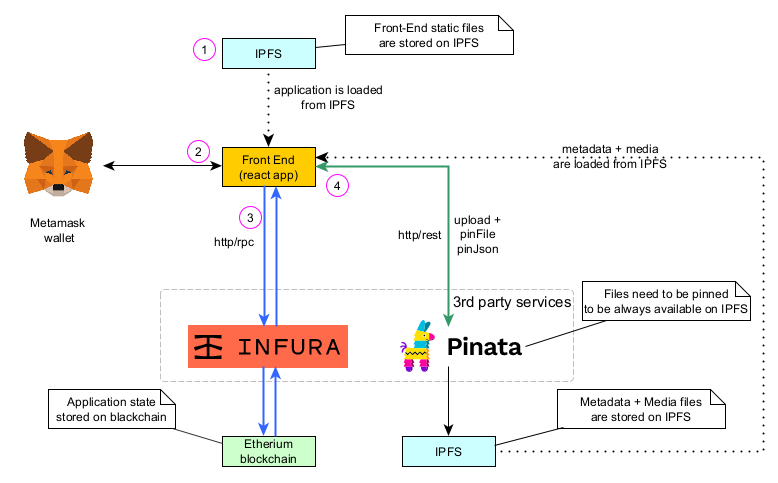 Front-End static files
are stored on IPFS
1
IPFS
application is loaded
from IPFS
2
Front End
(react app)
metadata + media
are loaded from IPFS
4
Metamask
wallet
3
http/rpc
http/rest
upload +
pinFile
pinJson
3rd party services
Files need to be pinned
to be always available on IPFS
INFURA
Pinata
Application state
stored on blackchain
Metadata + Media files
are stored on IPFS
Etherium
blockchain
IPFS